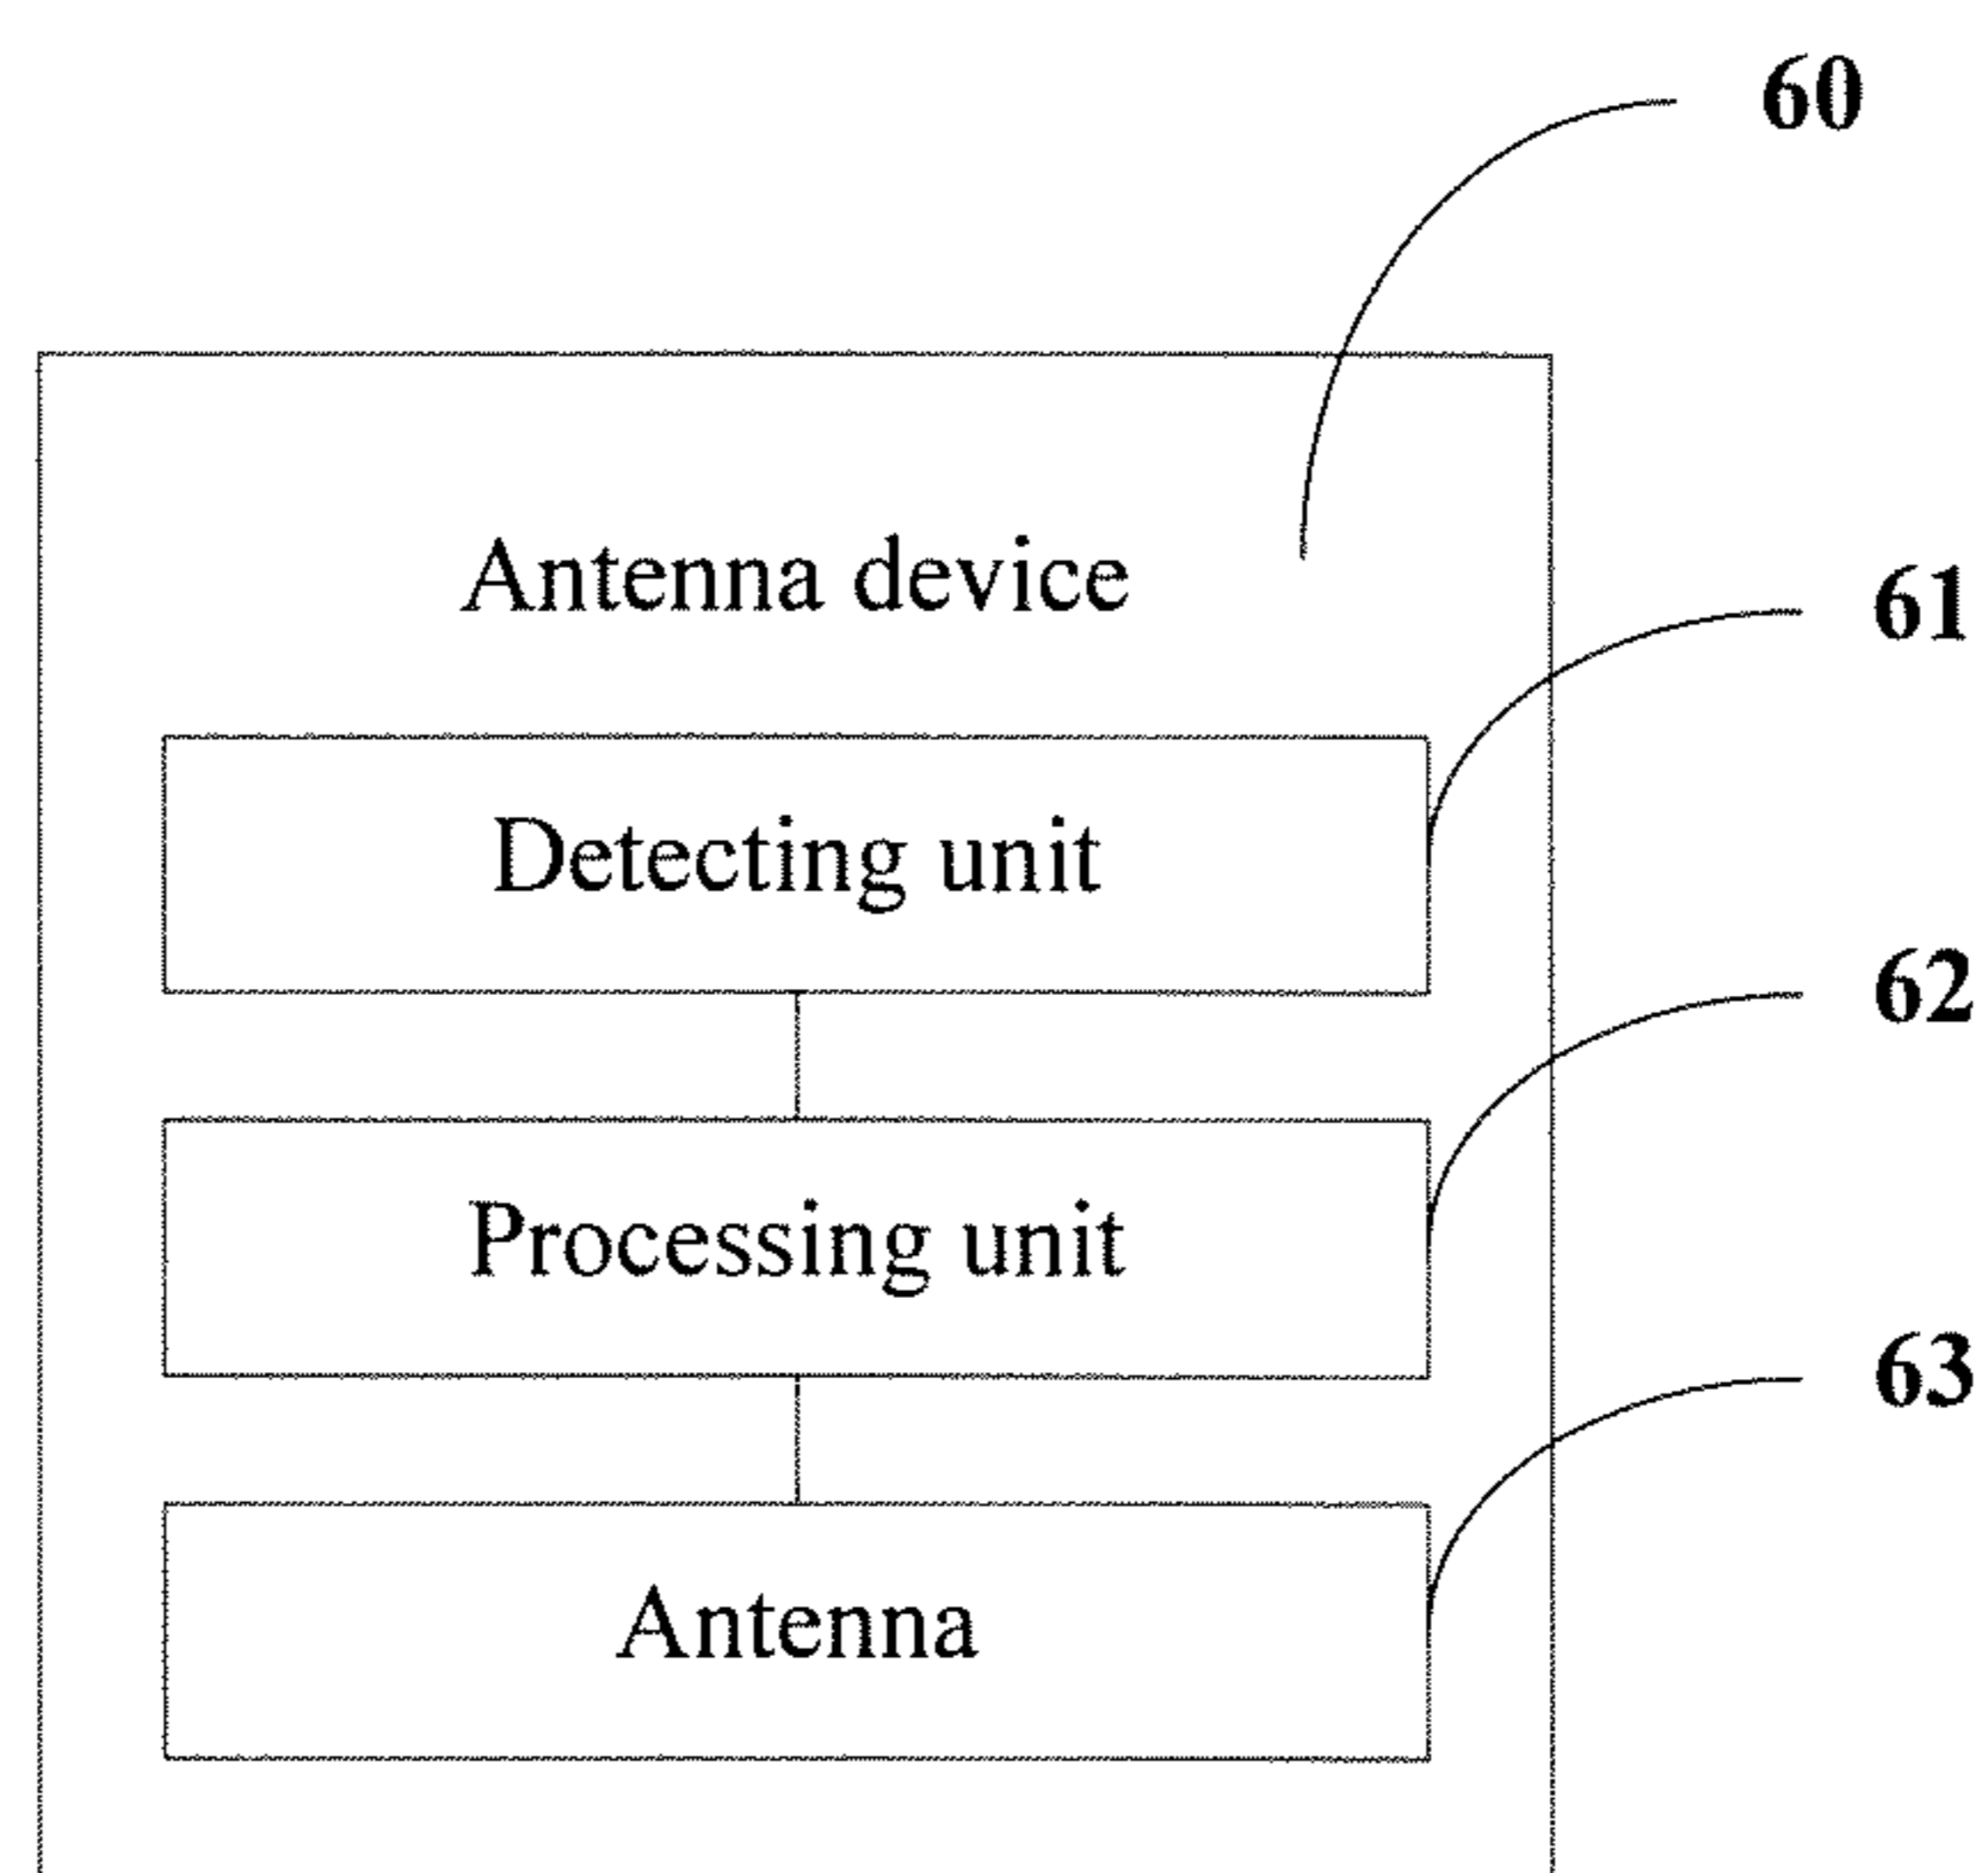 60
Antenna device
61
Detecting unit
62
Processing unit
63
Antenna